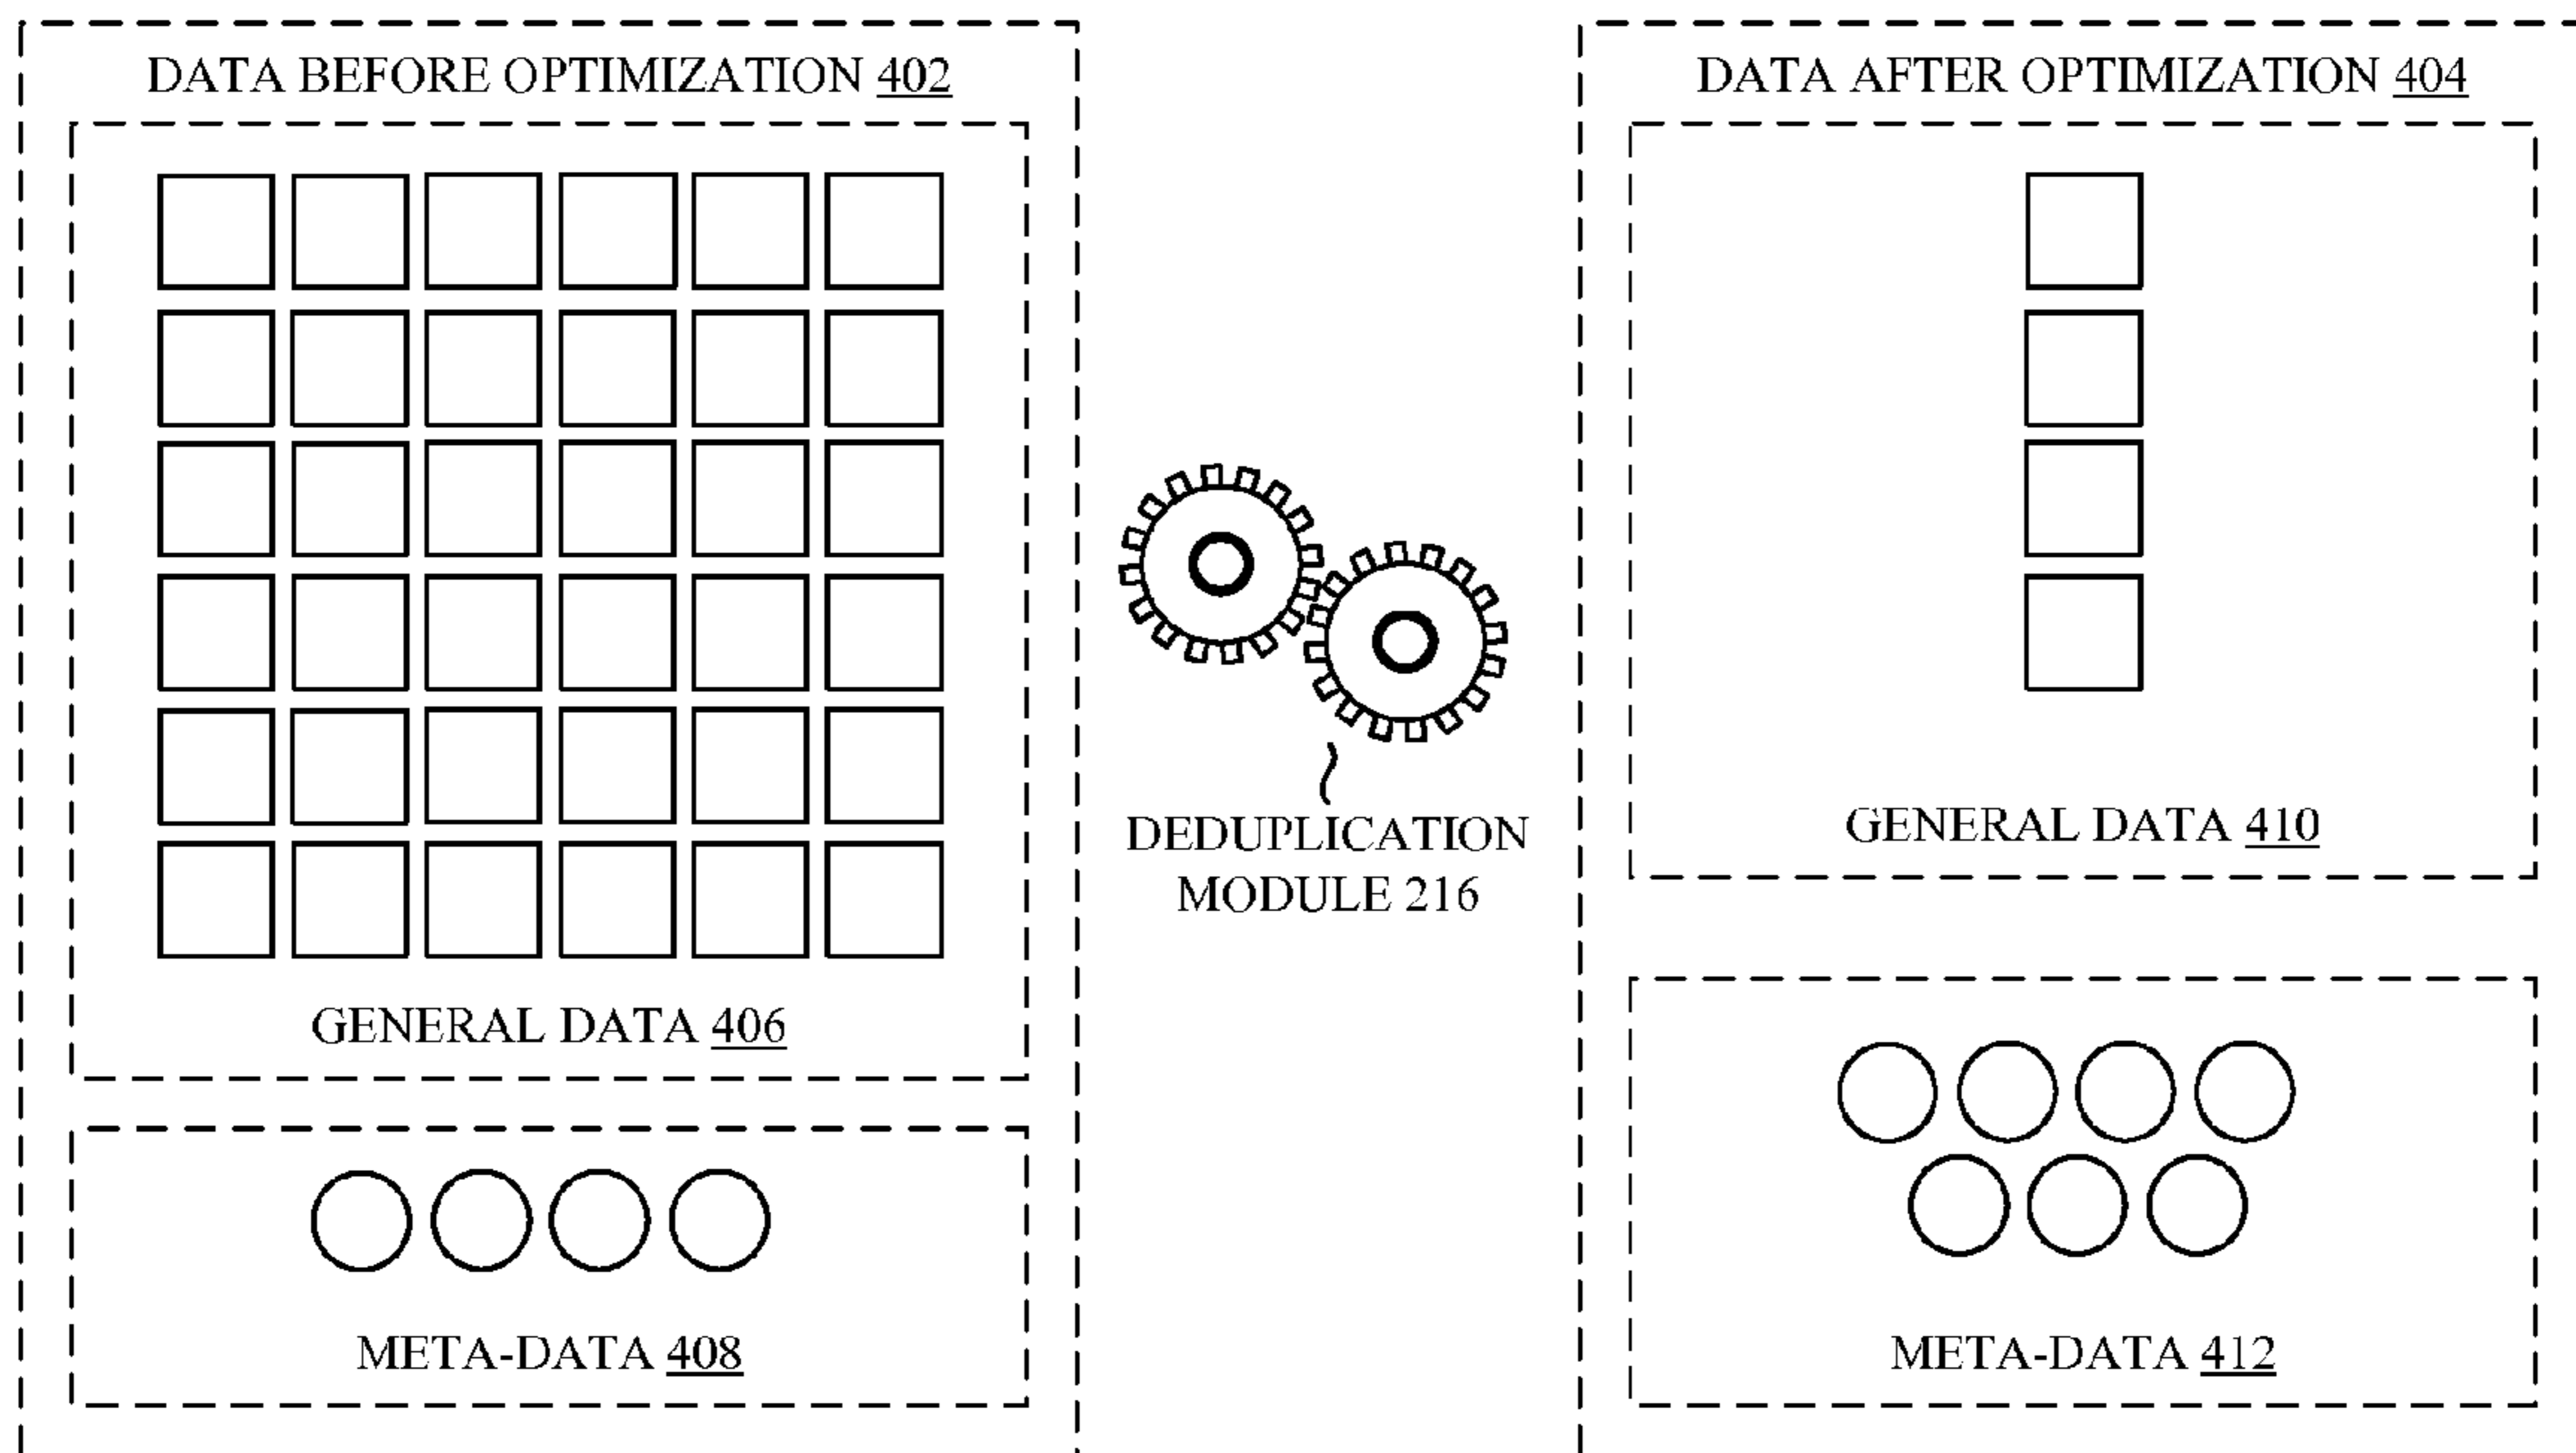 DATA BEFORE OPTIMIZATION 402
GENERAL DATA 406
META-DATA 408
DEDUPLICATION
MODULE 216
DATA AFTER OPTIMIZATION 404
GENERAL DATA 410
META-DATA 412